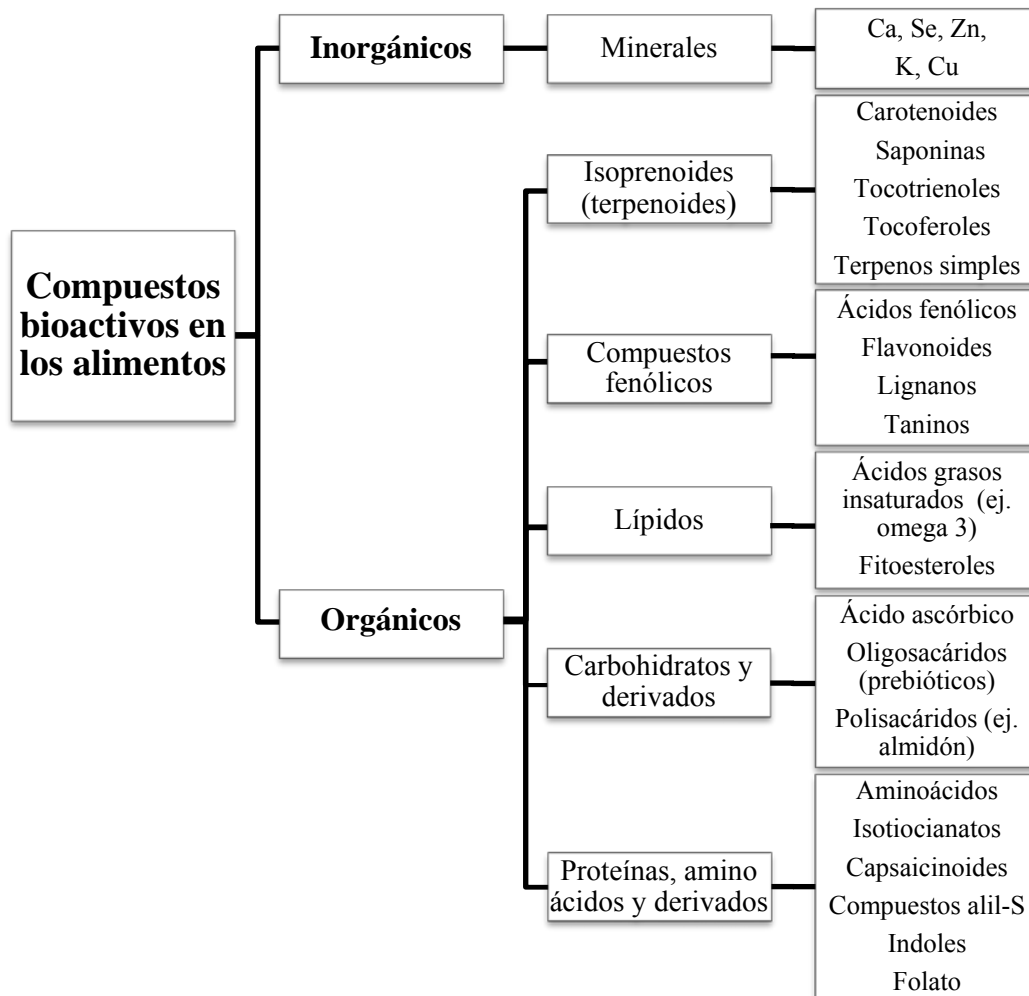 Compuestos
bioactivos en
los alimentos
Inorgánicos
Minerales
Ca, Se, Zn,
K, Cu
Orgánicos
Isoprenoides
(terpenoides)
Carotenoides
Saponinas
Tocotrienoles
Tocoferoles
Terpenos simples
Compuestos
fenólicos
Ácidos fenólicos
Flavonoides
Lignanos
Taninos
Lípidos
Ácidos grasos
insaturados (ej.
omega 3)
Fitoesteroles
Carbohidratos y
derivados
Ácido ascórbico
Oligosacáridos
(prebióticos)
Polisacáridos (ej.
almidón)
Proteínas, amino
ácidos y derivados
Aminoácidos
Isotiocianatos
Capsaicinoides
Compuestos alil-S
Indoles
Folato